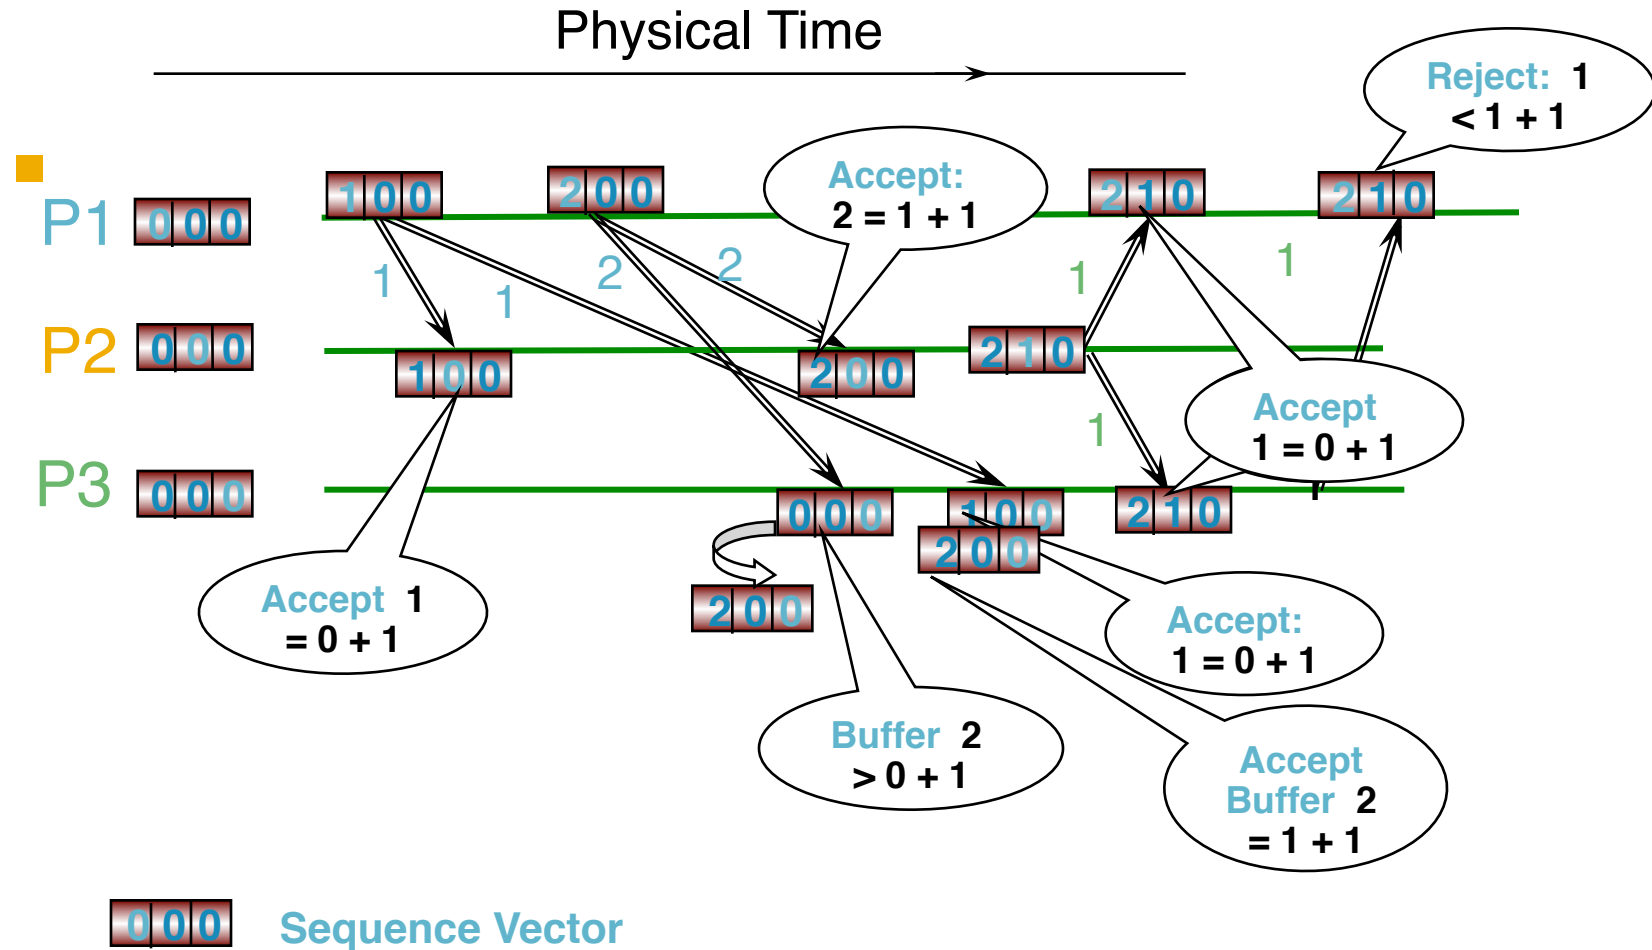 Physical Time
Reject: 1
< 1 + 1
Accept:
2 = 1 + 1
P1
0 0 0
1 0 0
2 0 0
2 1 0
2 1 0
1
1
2
2
1
1
P2
0 0 0
1 0 0
2 0 0
2 1 0
1
Accept
1 = 0 + 1
P3
0 0 0
0 0 0
1 0 0
2 1 0
2 0 0
2 0 0
Accept 1
= 0 + 1
Accept:
1 = 0 + 1
Buffer 2
> 0 + 1
Accept
Buffer 2
= 1 + 1
0 0 0
Sequence Vector